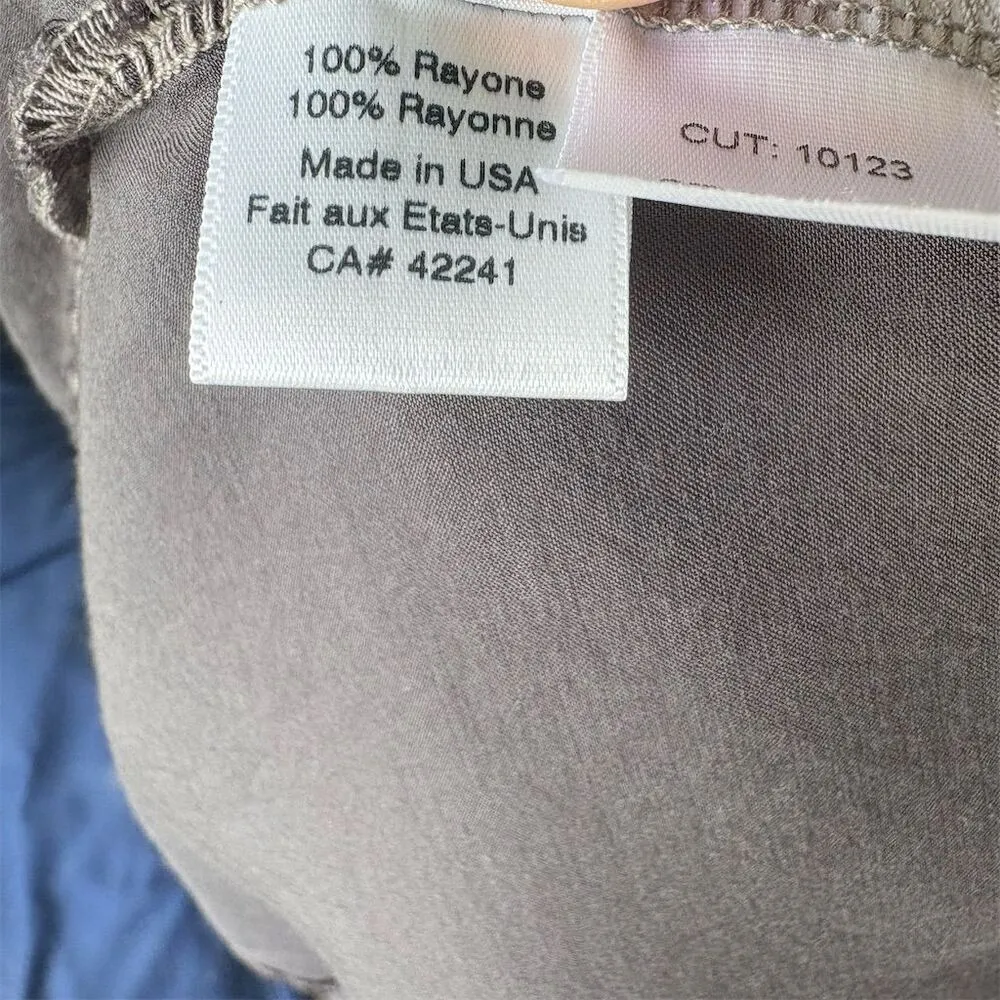 100% Rayone
100% Rayonne
Made in USA
Fait aux Etats-Unis
CA# 42241
CUT: 10123